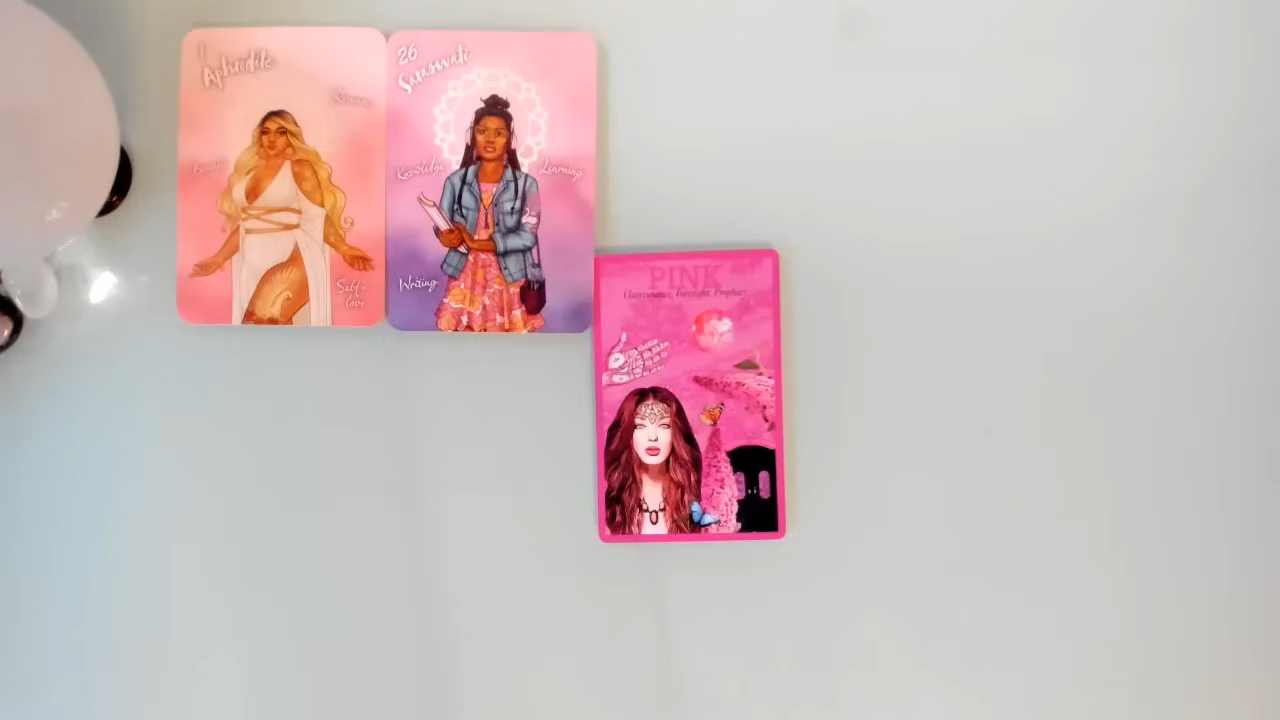 1
Aphrodite
Beauty
Self-
love
26
Saraswati
Knowledge
Learning
Writing
PINK
Clairvoyance, Foresight, Prophecy